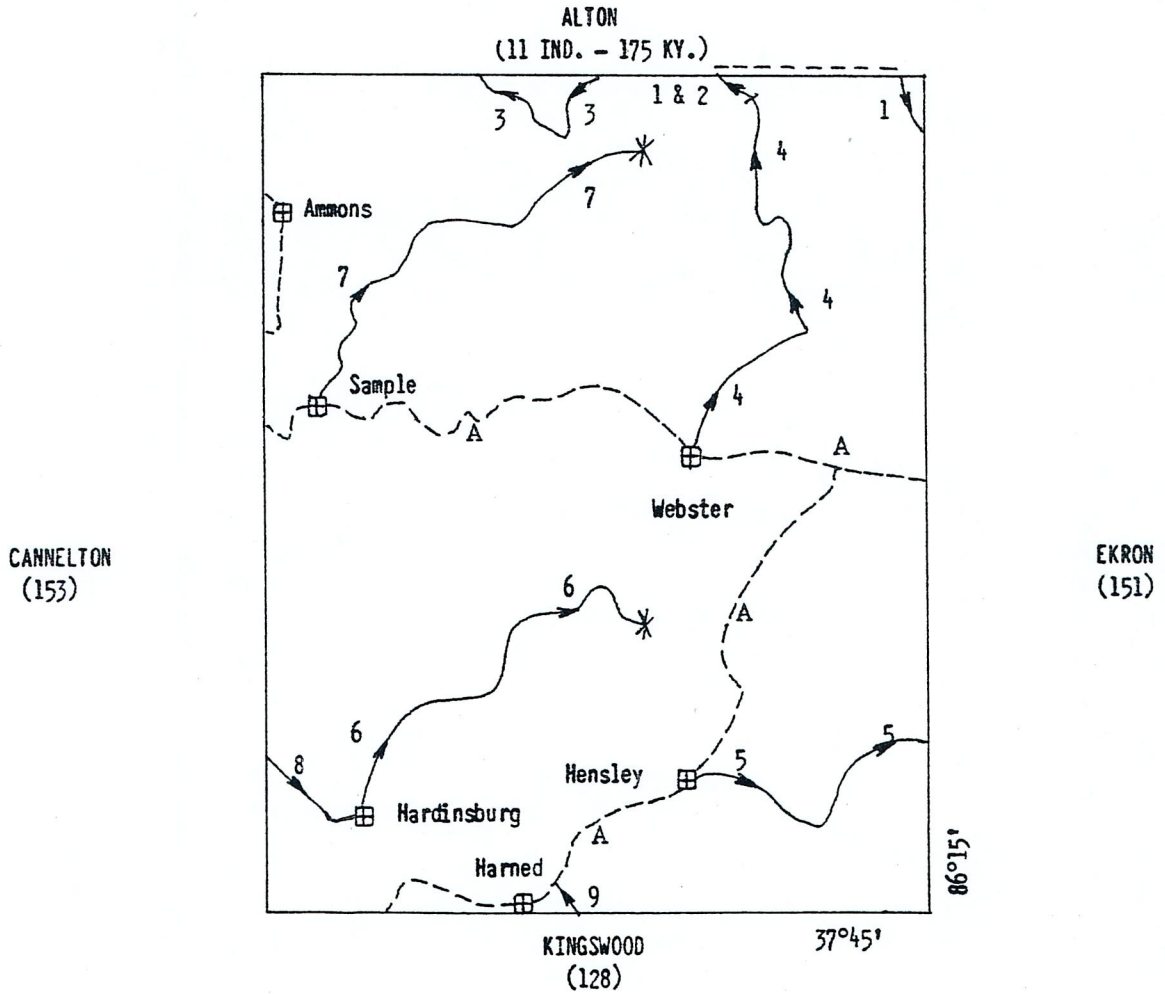 ALTON
(11 IND. - 175 KY.)
1 & 2
3
3
1
4
7
Ammons
7
4
Sample
4
A
A
Webster
CANNELTON
(153)
EKRON
(151)
6
A
6
5
5
8
Hensley
Hardinsburg
A
Harned
9
86°15'
37°45'
KINGSWOOD
(128)